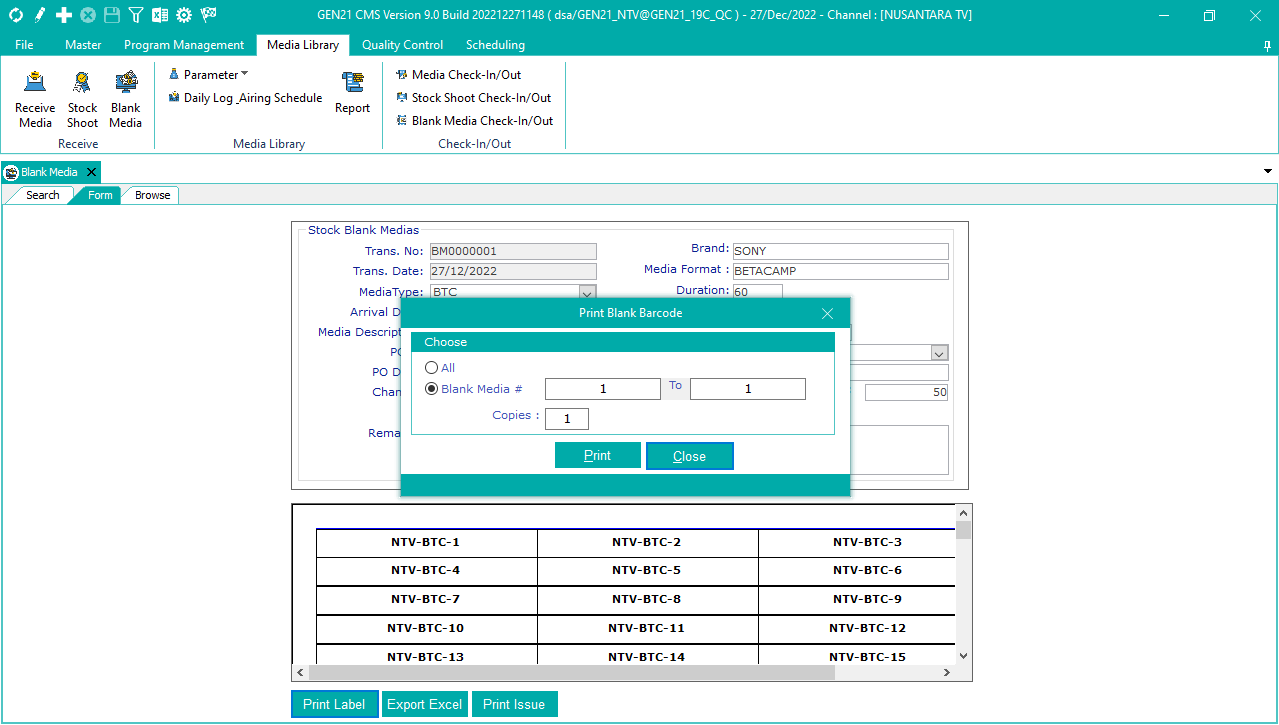 GEN21 CMS Version 9.0 Build 202212271148 ( dsa/GEN21_NTV@GEN21_19C_QC ) - 27/Dec/2022 - Channel : [NUSANTARA TV]
File Master Program Management Media Library Quality Control Scheduling
Receive Media
Stock Shoot
Blank Media
Receive
Parameter
Daily Log _Airing Schedule
Report
Media Library
Media Check-In/Out
Stock Shoot Check-In/Out
Blank Media Check-In/Out
Check-In/Out
Blank Media
Search Form Browse
Stock Blank Medias
Trans. No: BM0000001 Brand: SONY
Trans. Date: 27/12/2022 Media Format : BETACAMP
MediaType: BTC Duration: 60
Arrival D
Media Descript
PO
PO D
Chan 50
Rema
Print Blank Barcode
Choose
All
Blank Media # 1 To 1
Copies : 1
Print Close
NTV-BTC-1 NTV-BTC-2 NTV-BTC-3
NTV-BTC-4 NTV-BTC-5 NTV-BTC-6
NTV-BTC-7 NTV-BTC-8 NTV-BTC-9
NTV-BTC-10 NTV-BTC-11 NTV-BTC-12
NTV-BTC-13 NTV-BTC-14 NTV-BTC-15
Print Label Export Excel Print Issue